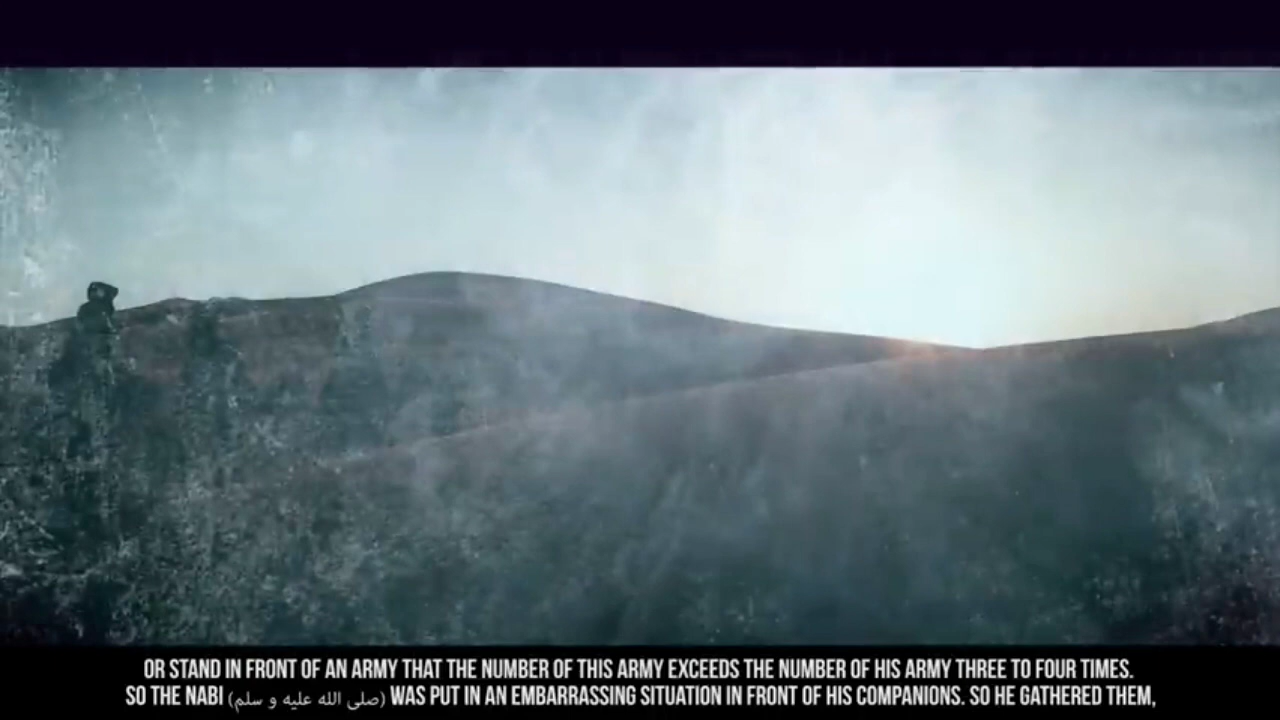 OR STAND IN FRONT OF AN ARMY THAT THE NUMBER OF THIS ARMY EXCEEDS THE NUMBER OF HIS ARMY THREE TO FOUR TIMES.
SO THE NABI (صلى الله عليه و سلم) WAS PUT IN AN EMBARRASSING SITUATION IN FRONT OF HIS COMPANIONS. SO HE GATHERED THEM,